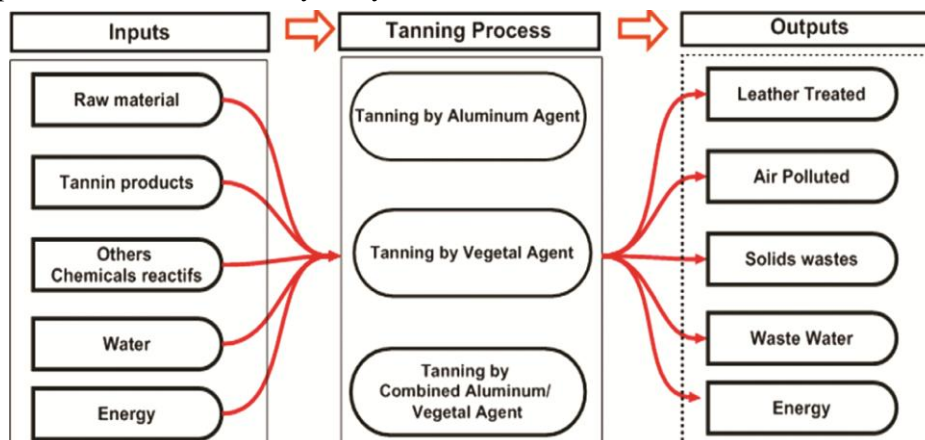 Inputs
Tanning Process
Outputs
Raw material
Tannin products
Others
Chemicals reactifs
Water
Energy
Tanning by Aluminum Agent
Tanning by Vegetal Agent
Tanning by
Combined Aluminum/
Vegetal Agent
Leather Treated
Air Polluted
Solids wastes
Waste Water
Energy